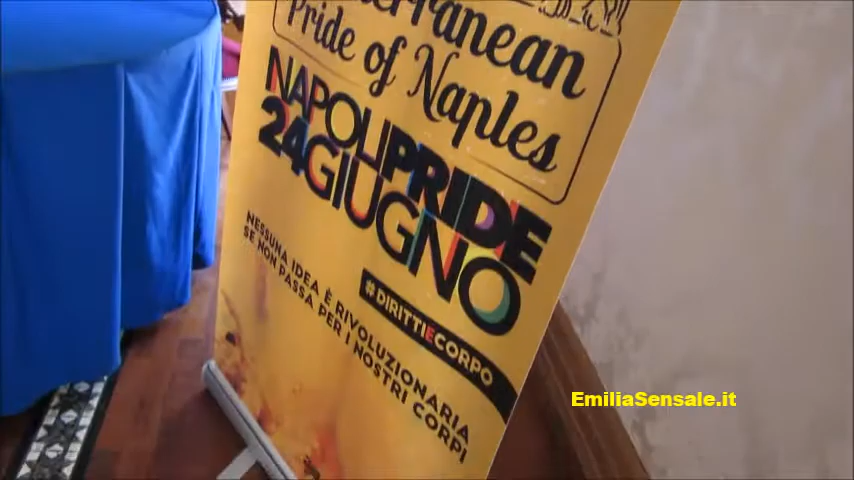 Pride of Naples
NAPOLIPRIDE
24GIUGNO
NESSUNA IDEA È RIVOLUZIONARIA
SE NON PASSA PER I NOSTRI CORPI
#DIRITTIECORPO
EmiliaSensale.it